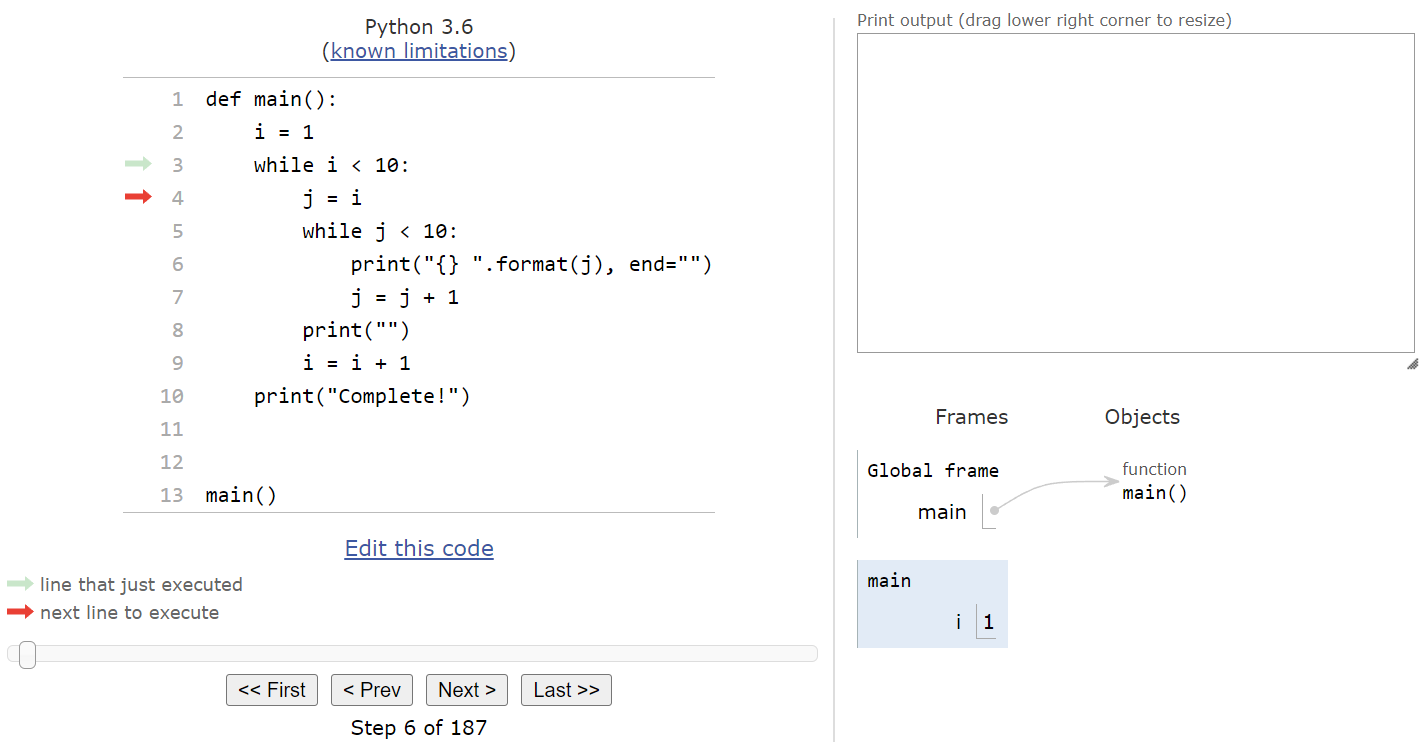 Python 3.6
(known limitations)
1 def main():
2     i = 1
3     while i < 10:
4         j = i
5         while j < 10:
6             print("{} ".format(j), end="")
7             j = j + 1
8         print("")
9         i = i + 1
10     print("Complete!")
11
12
13 main()
Edit this code
line that just executed
next line to execute
<< First < Prev Next > Last >>
Step 6 of 187
Print output (drag lower right corner to resize)
Frames Objects
Global frame
main
function
main()
main
i 1